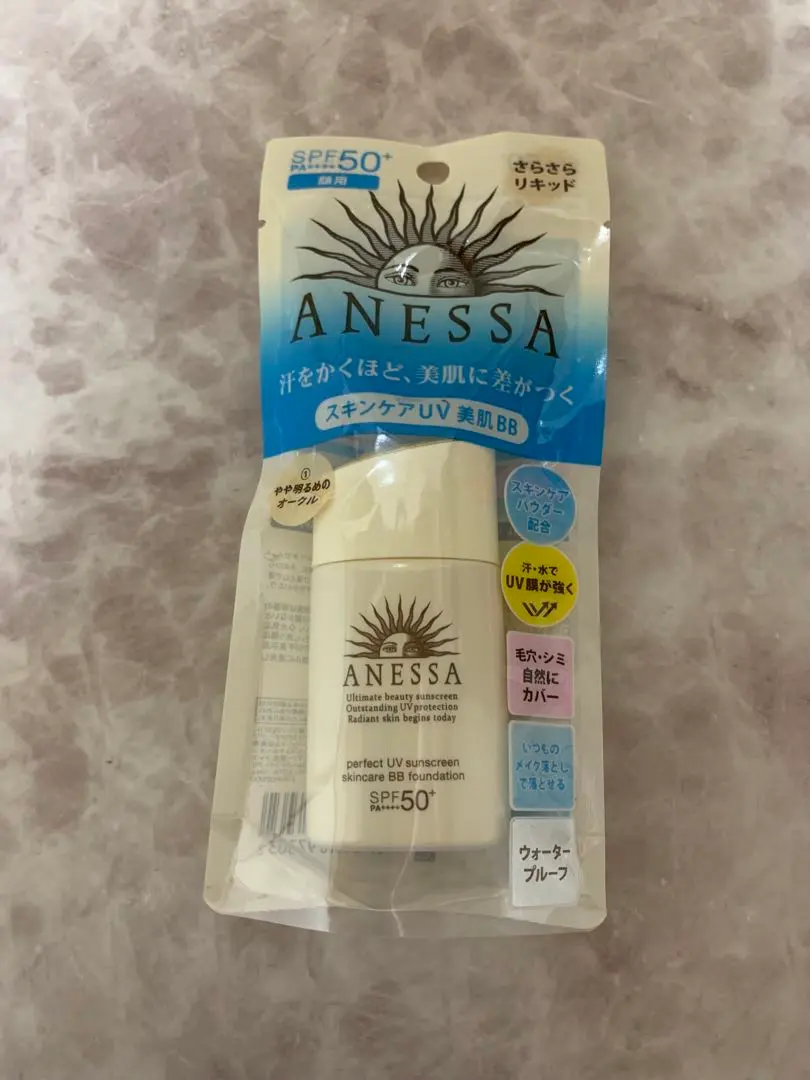 SPF50+
PA++++
顔用
さらさら
リキッド
ANESSA
汗をかくほど、美肌に差がつく
スキンケアUV 美肌BB
①
やや明るめの
オークル
スキンケア
パウダー
配合
汗・水で
UV膜が強く
毛穴・シミ
自然に
カバー
いつもの
メイク落とし
で落とせる
ウォーター
プルーフ
ANESSA
Ultimate beauty sunscreen
Outstanding UV protection
Radiant skin begins today
perfect UV sunscreen
skincare BB foundation
SPF50+
PA++++